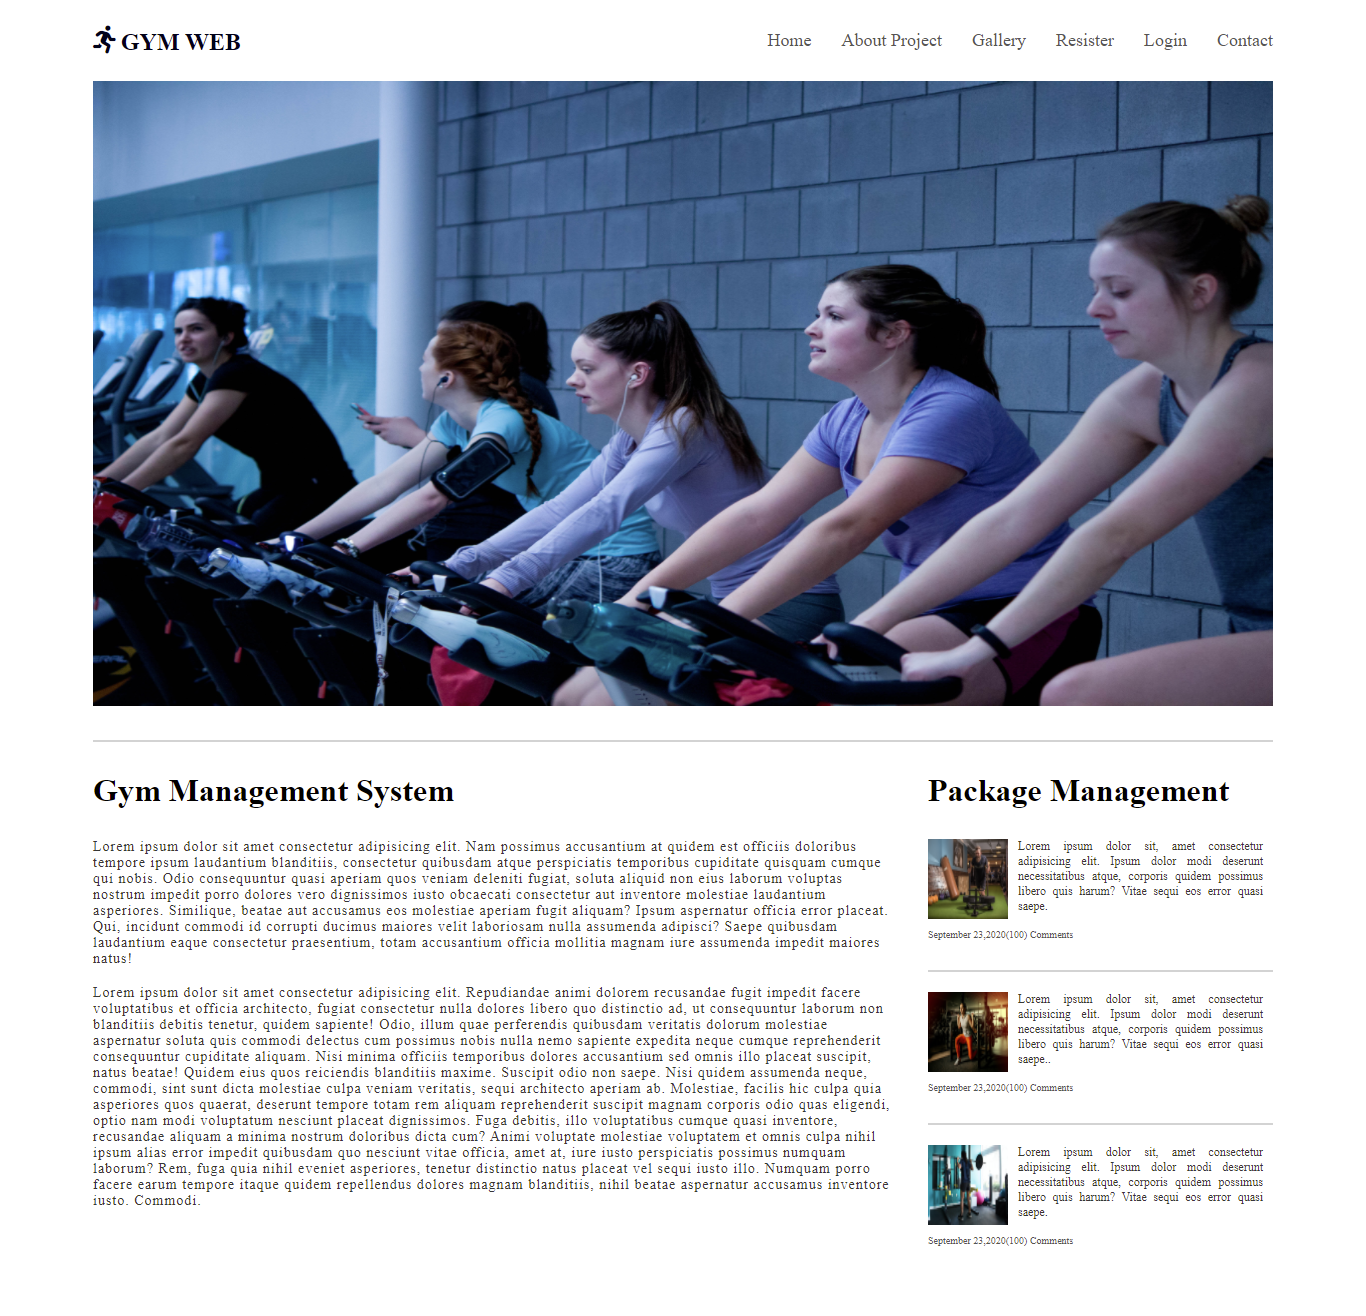 GYM WEB
Home About Project Gallery Resister Login Contact
Gym Management System
Lorem ipsum dolor sit amet consectetur adipisicing elit. Nam possimus accusantium at quidem est officiis doloribus
tempore ipsum laudantium blanditiis, consectetur quibusdam atque perspiciatis temporibus cupiditate quisquam cumque
qui nobis. Odio consequuntur quasi aperiam quos veniam deleniti fugiat, soluta aliquid non eius laborum voluptas
nostrum impedit porro dolores vero dignissimos iusto obcaecati consectetur aut inventore molestiae laudantium
asperiores. Similique, beatae aut accusamus eos molestiae aperiam fugit aliquam? Ipsum aspernatur officia error placeat.
Qui, incidunt commodi id corrupti ducimus maiores velit laboriosam nulla assumenda adipisci? Saepe quibusdam
laudantium eaque consectetur praesentium, totam accusantium officia mollitia magnam iure assumenda impedit maiores
natus!
Lorem ipsum dolor sit amet consectetur adipisicing elit. Repudiandae animi dolorem recusandae fugit impedit facere
voluptatibus et officia architecto, fugiat consectetur nulla dolores libero quo distinctio ad, ut consequuntur laborum non
blanditiis debitis tenetur, quidem sapiente! Odio, illum quae perferendis quibusdam veritatis dolorum molestiae
aspernatur soluta quis commodi delectus cum possimus nobis nulla nemo sapiente expedita neque cumque reprehenderit
consequuntur cupiditate aliquam. Nisi minima officiis temporibus dolores accusantium sed omnis illo placeat suscipit,
natus beatae! Quidem eius quos reiciendis blanditiis maxime. Suscipit odio non saepe. Nisi quidem assumenda neque,
commodi, sint sunt dicta molestiae culpa veniam veritatis, sequi architecto aperiam ab. Molestiae, facilis hic culpa quia
asperiores quos quaerat, deserunt tempore totam rem aliquam reprehenderit suscipit magnam corporis odio quas eligendi,
optio nam modi voluptatum nesciunt placeat dignissimos. Fuga debitis, illo voluptatibus cumque quasi inventore,
recusandae aliquam a minima nostrum doloribus dicta cum? Animi voluptate molestiae voluptatem et omnis culpa nihil
ipsum alias error impedit quibusdam quo nesciunt vitae officia, amet at, iure iusto perspiciatis possimus numquam
laborum? Rem, fuga quia nihil eveniet asperiores, tenetur distinctio natus placeat vel sequi iusto illo. Numquam porro
facere earum tempore itaque quidem repellendus dolores magnam blanditiis, nihil beatae aspernatur accusamus inventore
iusto. Commodi.
Package Management
Lorem ipsum dolor sit, amet consectetur
adipisicing elit. Ipsum dolor modi deserunt
necessitatibus atque, corporis quidem possimus
libero quis harum? Vitae sequi eos error quasi
saepe.
September 23,2020(100) Comments
Lorem ipsum dolor sit, amet consectetur
adipisicing elit. Ipsum dolor modi deserunt
necessitatibus atque, corporis quidem possimus
libero quis harum? Vitae sequi eos error quasi
saepe..
September 23,2020(100) Comments
Lorem ipsum dolor sit, amet consectetur
adipisicing elit. Ipsum dolor modi deserunt
necessitatibus atque, corporis quidem possimus
libero quis harum? Vitae sequi eos error quasi
saepe.
September 23,2020(100) Comments